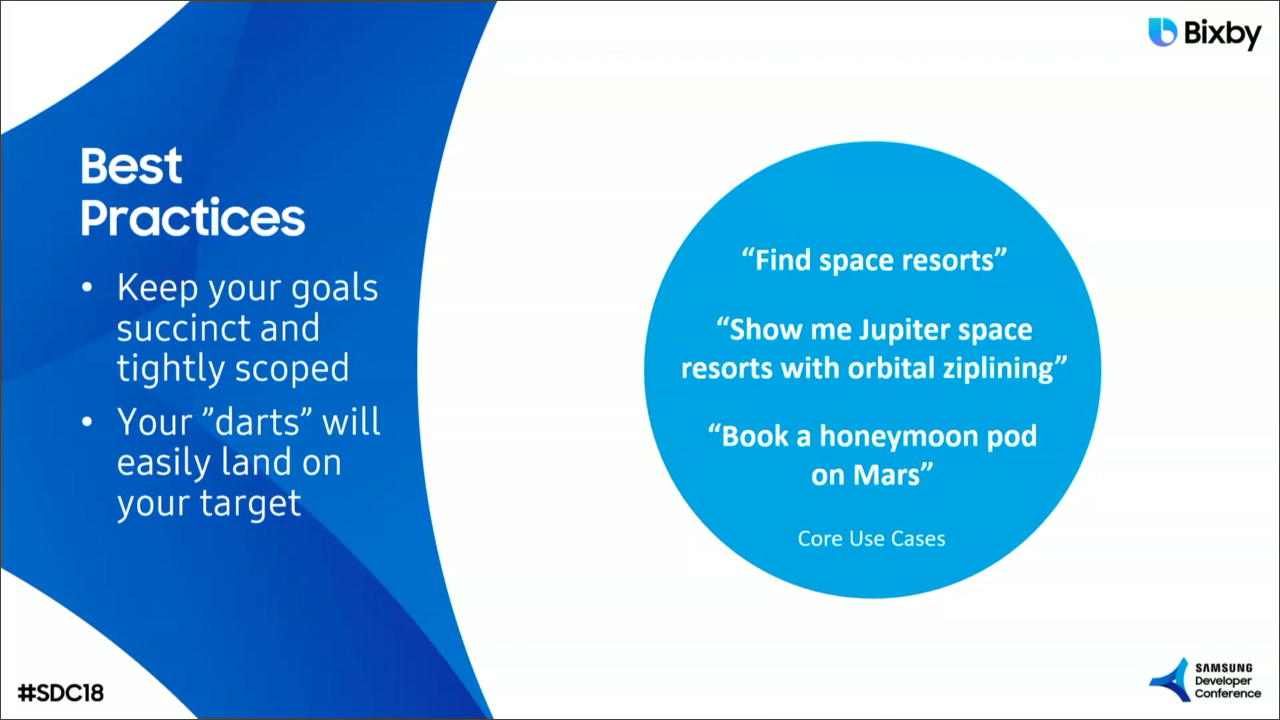 Bixby
Best
Practices
• Keep your goals
succinct and
tightly scoped
• Your ”darts” will
easily land on
your target
“Find space resorts”
“Show me Jupiter space
resorts with orbital ziplining”
“Book a honeymoon pod
on Mars”
Core Use Cases
#SDC18
SAMSUNG
Developer
Conference